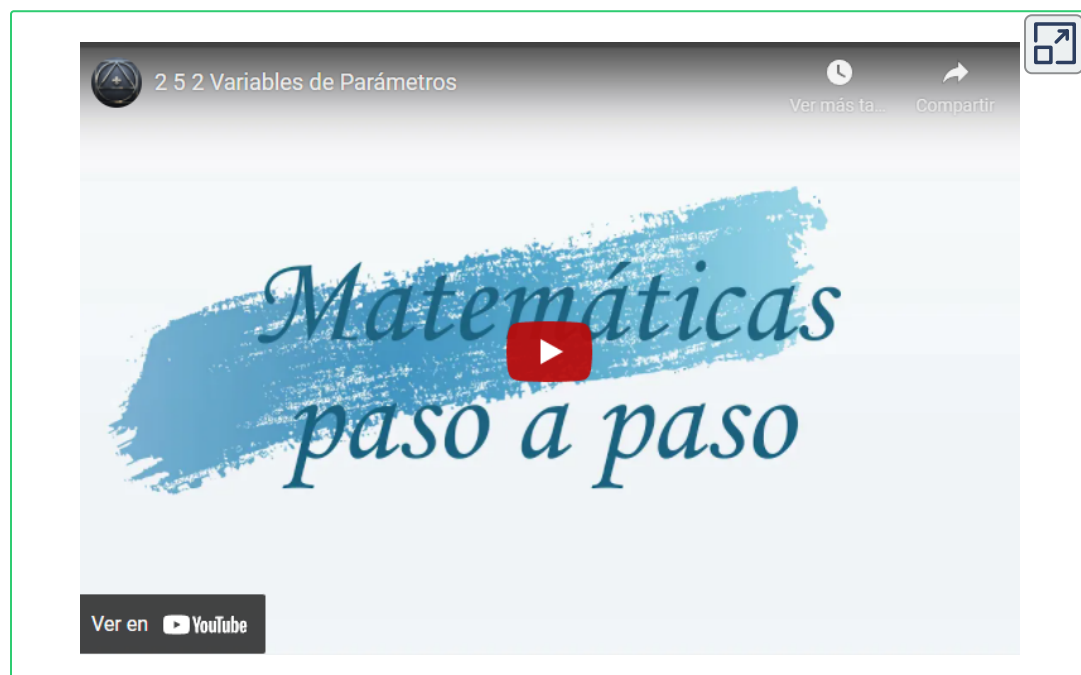 2 5 2 Variables de Parámetros
Ver más ta...
Compartir
Matemáticas
paso a paso
Ver en YouTube